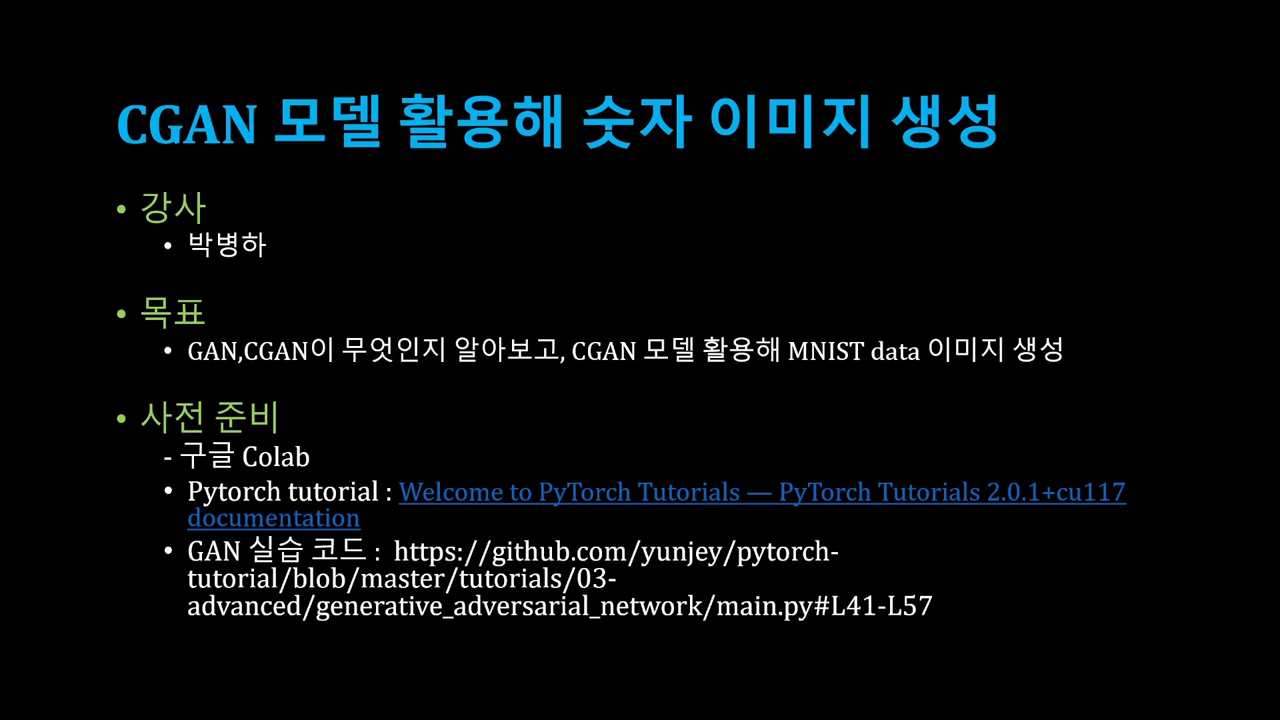 CGAN 모델 활용해 숫자 이미지 생성
• 강사
• 박병하
• 목표
• GAN,CGAN이 무엇인지 알아보고, CGAN 모델 활용해 MNIST data 이미지 생성
• 사전 준비
- 구글 Colab
• Pytorch tutorial : Welcome to PyTorch Tutorials — PyTorch Tutorials 2.0.1+cu117
documentation
• GAN 실습 코드 : https://github.com/yunjey/pytorch-
tutorial/blob/master/tutorials/03-
advanced/generative_adversarial_network/main.py#L41-L57